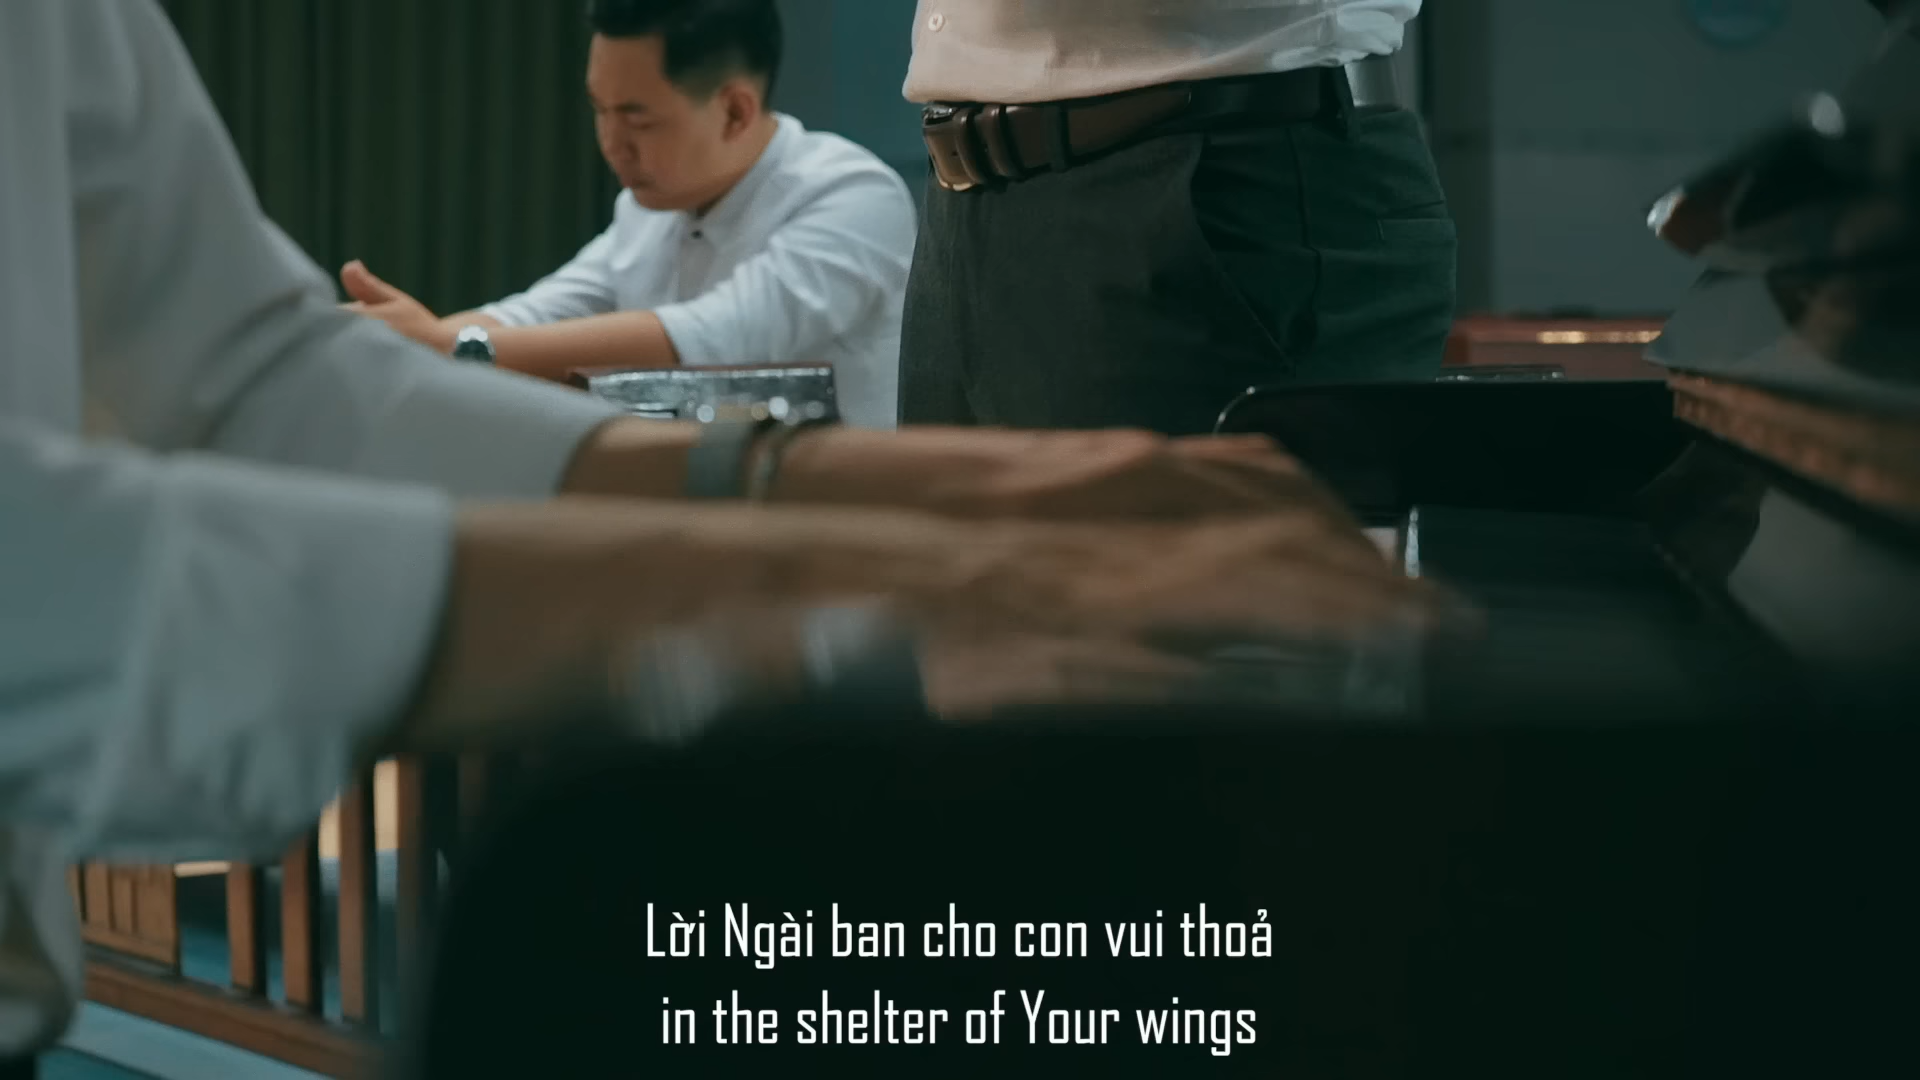 Lời Ngài ban cho con vui thoả
in the shelter of Your wings